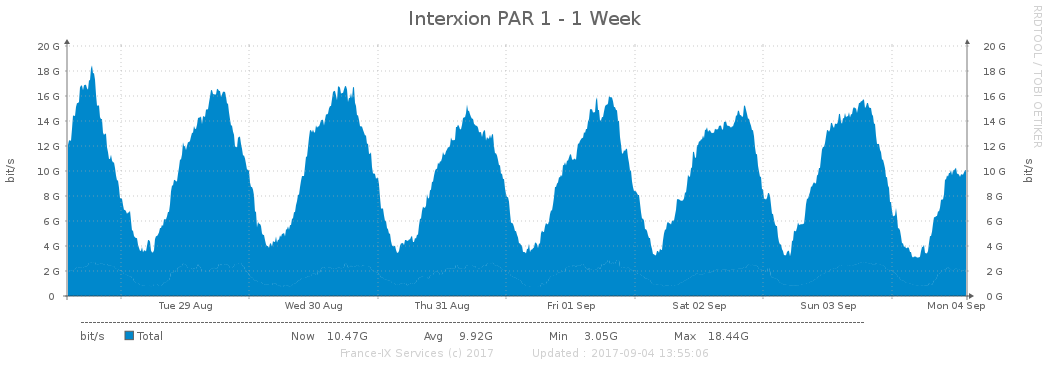 Interxion PAR 1 - 1 Week
RRDTOOL / TOBI OETIKER
20 G 20 G
18 G 18 G
16 G 16 G
14 G 14 G
12 G 12 G
10 G 10 G
8 G 8 G
6 G 6 G
4 G 4 G
2 G 2 G
0 0 G
bit/s
bit/s
Tue 29 Aug Wed 30 Aug Thu 31 Aug Fri 01 Sep Sat 02 Sep Sun 03 Sep Mon 04 Sep
bit/s Total Now 10.47G Avg 9.92G Min 3.05G Max 18.44G
France-IX Services (c) 2017 Updated : 2017-09-04 13:55:06